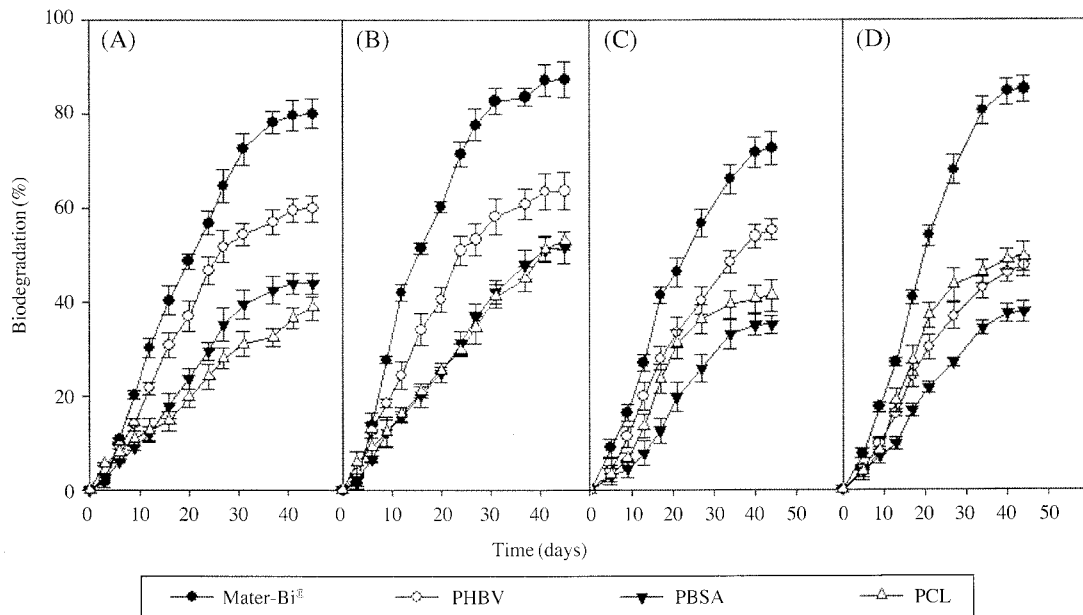 (A) (B) (C) (D)
100
80
60
40
20
0
Biodegradation (%)
0 10 20 30 40 0 10 20 30 40 0 10 20 30 40 50 0 10 20 30 40 50
Time (days)
Mater-Bi® PHBV PBSA PCL